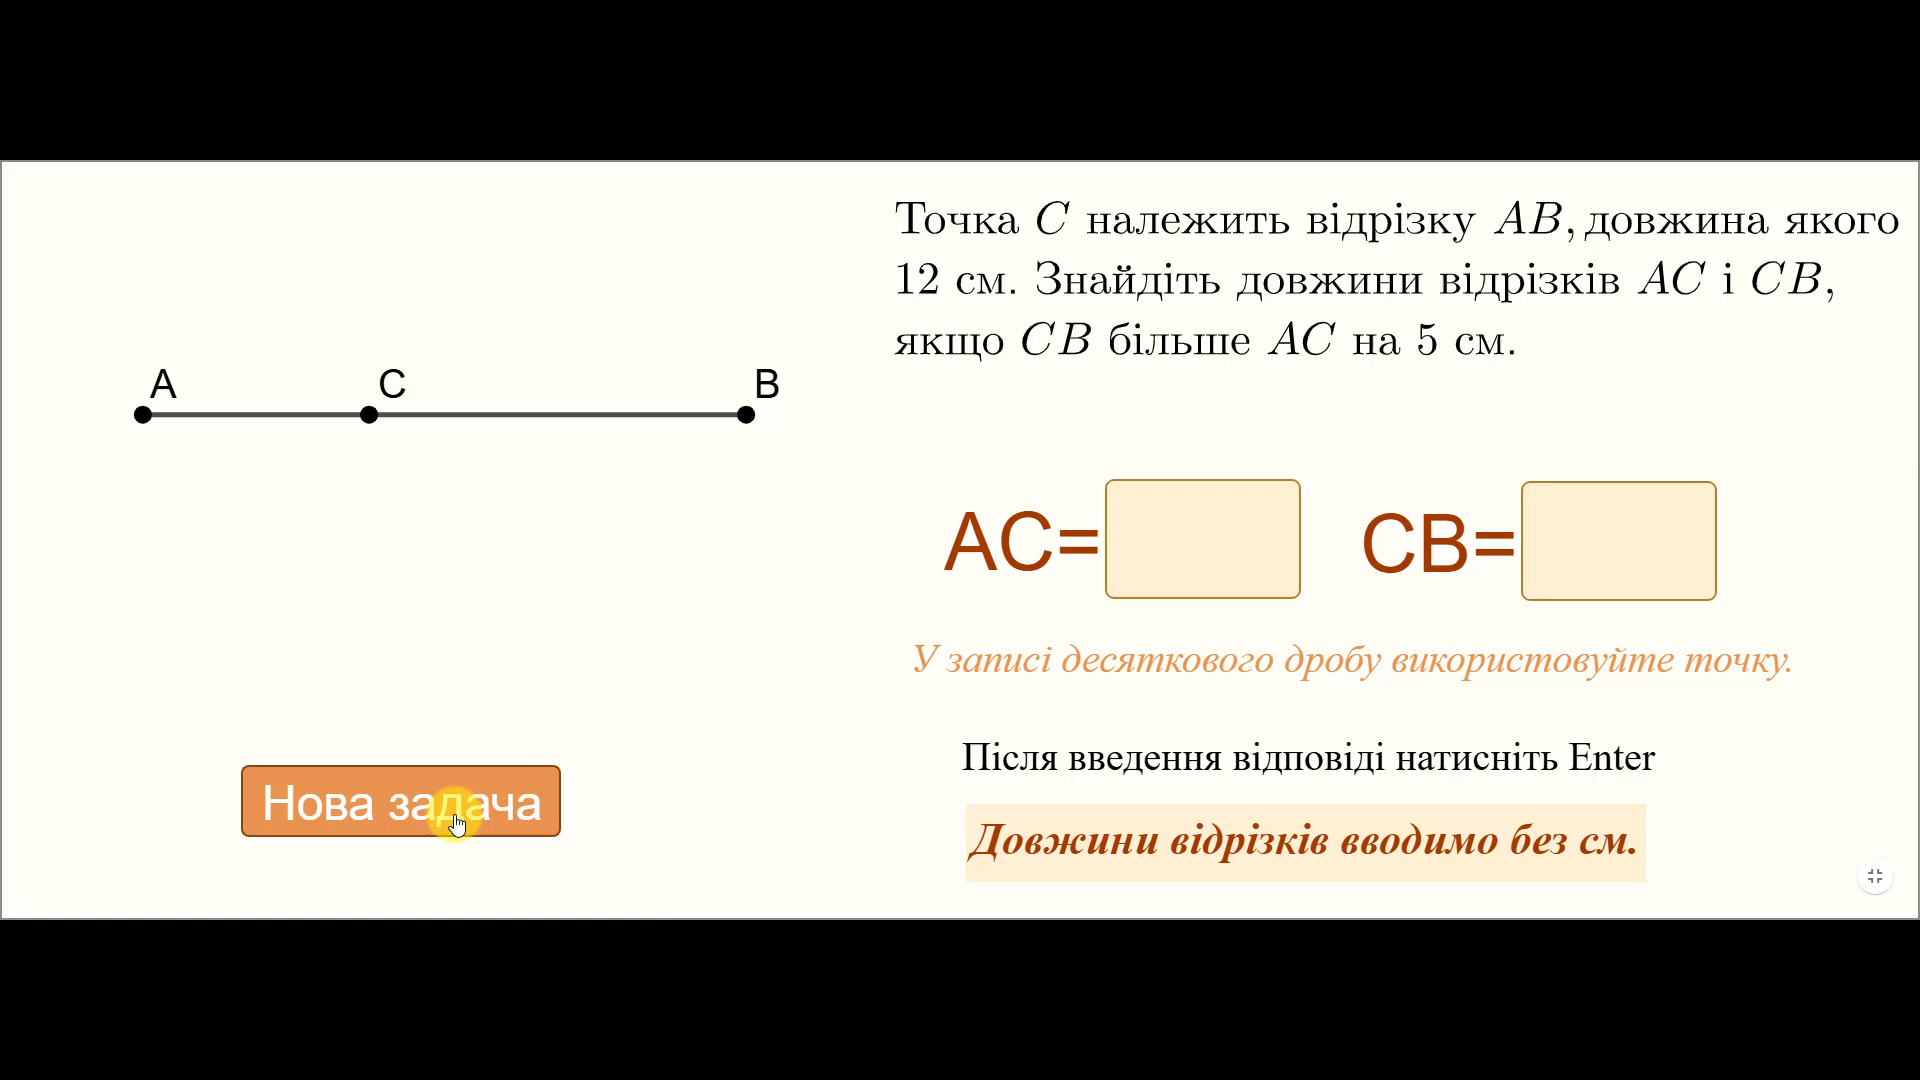 Точка C належить відрізку AB, довжина якого
12 см. Знайдіть довжини відрізків AC і CB,
якщо CB більше AC на 5 см.
A
C
B
AC=
CB=
У записі десяткового дробу використовуйте точку.
Після введення відповіді натисніть Enter
Нова задача
Довжини відрізків вводимо без см.